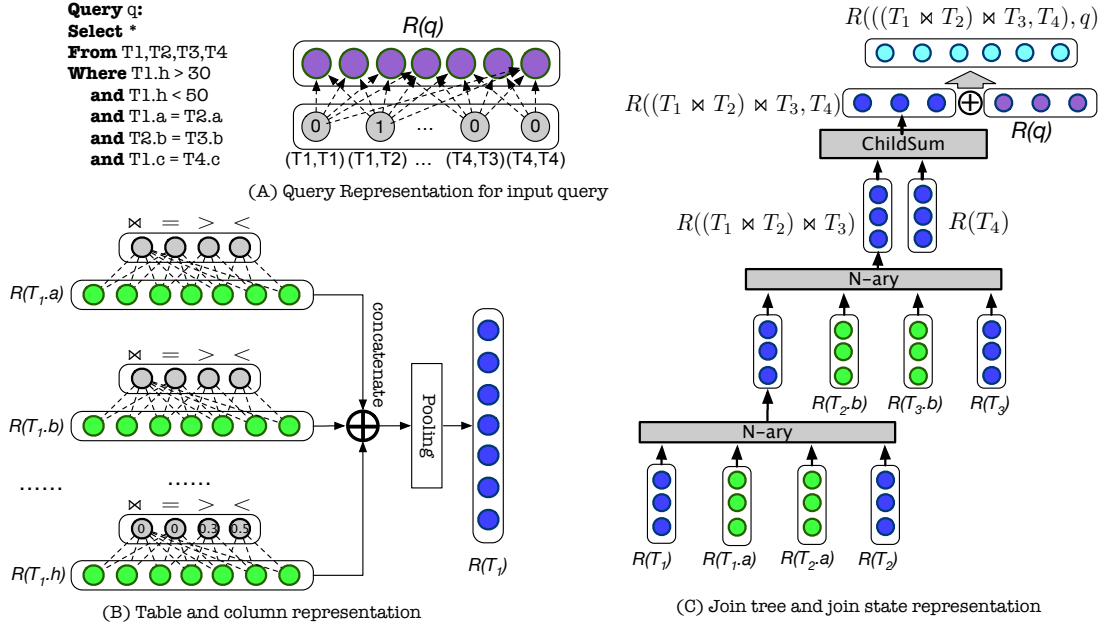 Query q:
Select *
From T1,T2,T3,T4
Where T1.h > 30
and T1.h < 50
and T1.a = T2.a
and T2.b = T3.b
and T1.c = T4.c
R(q)
0 1 ... 0 0
(T1,T1) (T1,T2) ... (T4,T3) (T4,T4)
(A) Query Representation for input query
⋈ = > <
R(T₁.a)
⋈ = > <
R(T₁.b)
...... ......
⋈ = > <
0 0 0.3 0.5
R(T₁.h)
concatenate
Pooling
R(T₁)
(B) Table and column representation
R(((T₁ ⋈ T₂) ⋈ T₃, T₄), q)
R((T₁ ⋈ T₂) ⋈ T₃, T₄)
R(q)
ChildSum
R((T₁ ⋈ T₂) ⋈ T₃) R(T₄)
N-ary
R(T₂.b) R(T₃.b) R(T₃)
N-ary
R(T₁) R(T₁.a) R(T₂.a) R(T₂)
(C) Join tree and join state representation